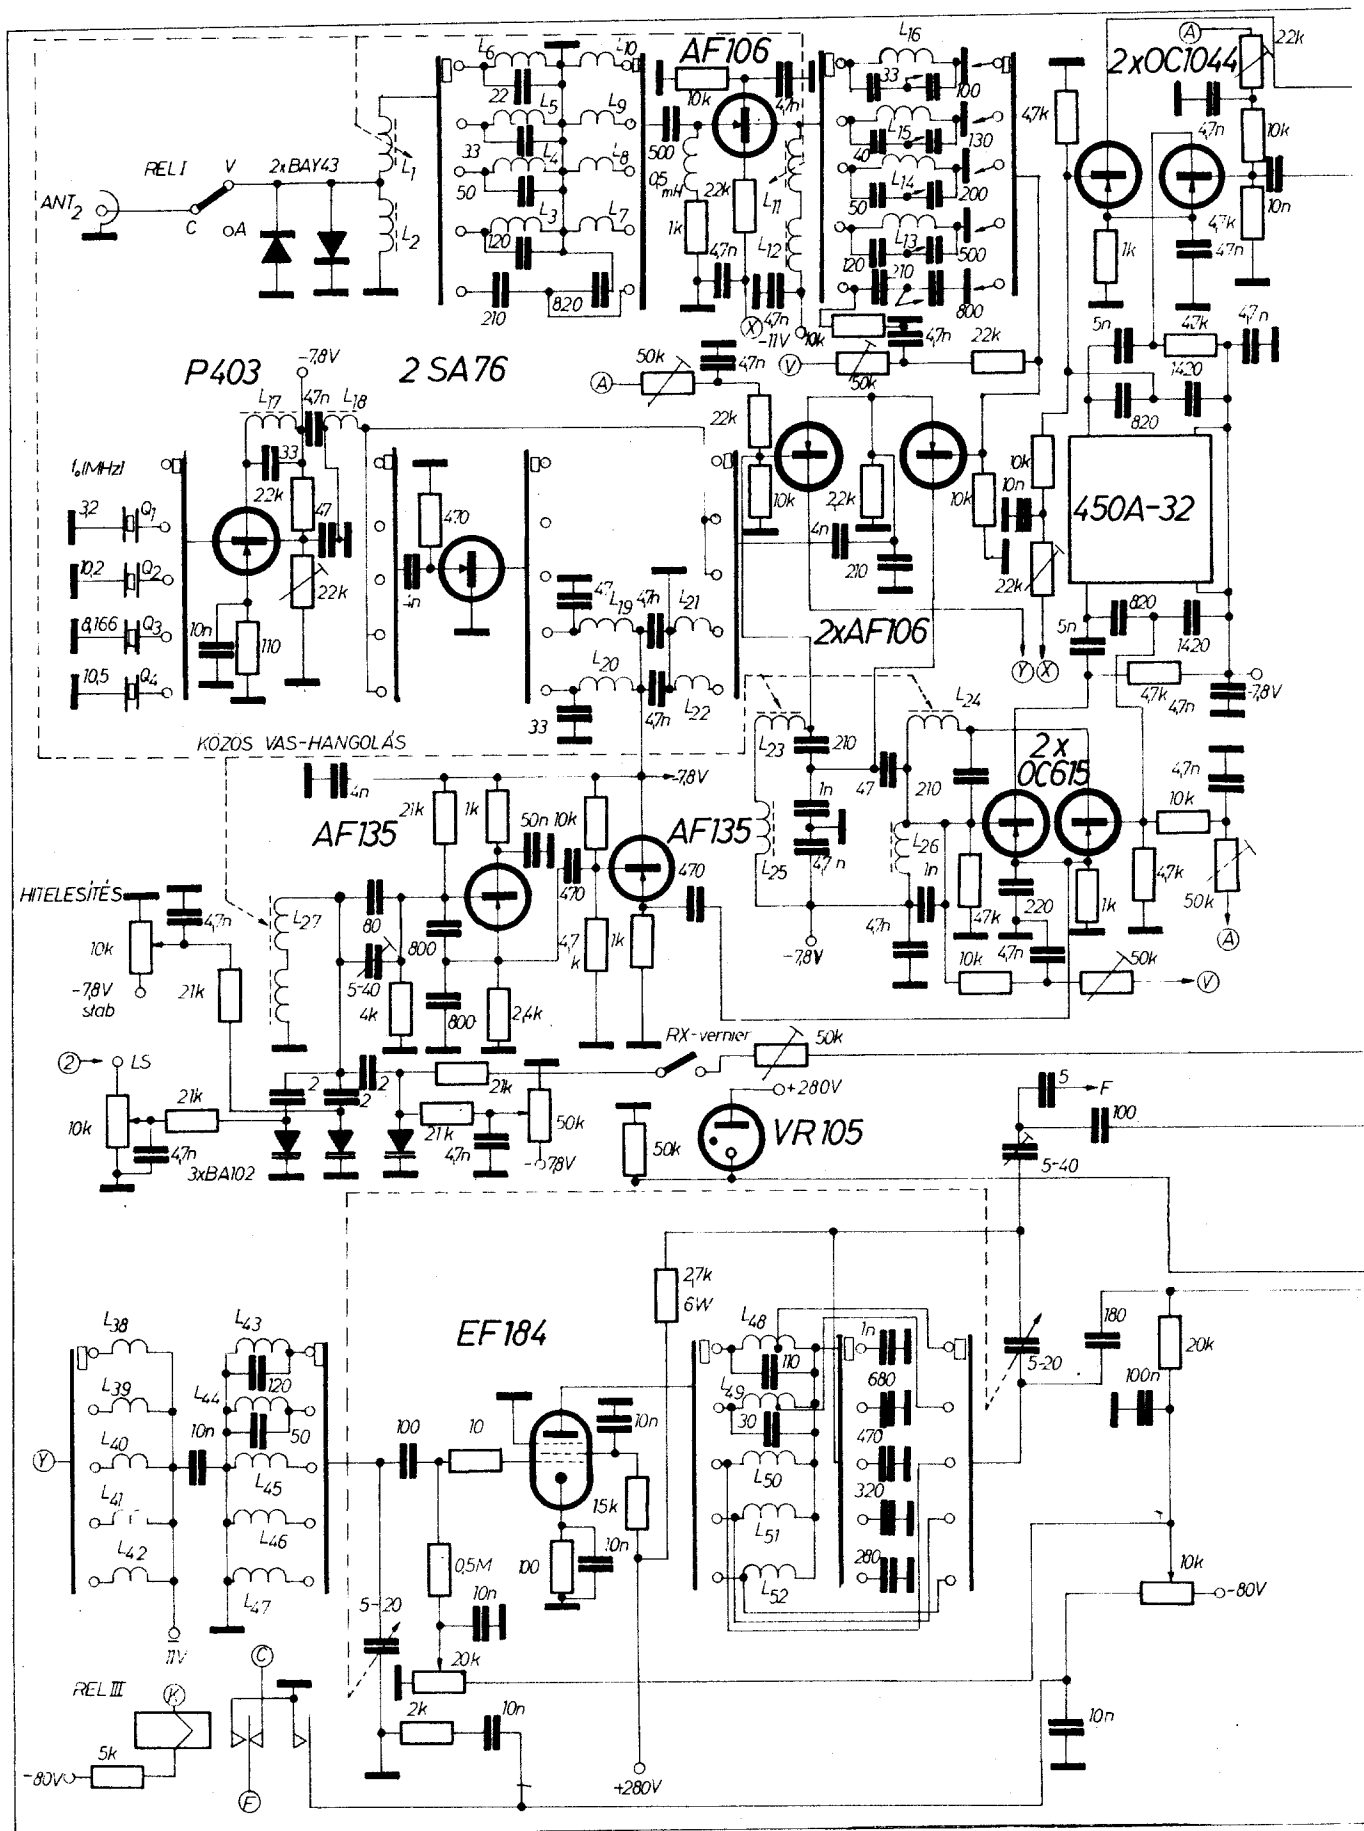 L6
L10
AF106
L16
A
22k
2xOC1044
22
10k
4,7n
33
100
L5
L9
4,7k
4,7n
10k
33
500
L15
40
130
REL I
V
2xBAY43
L1
L4
L8
0,5 mH
22k
L11
L14
ANT2
50
50
200
C
A
L2
L3
L7
1k
L12
L13
1k
4,7k
10n
120
4,7n
120
210
500
4,7n
210
820
X
-11V
4,7n
10k
4,7n
800
22k
5n
4,7k
4,7n
P403
-7,8V
2 SA76
50k
A
4,7n
V
50k
1420
820
L17
4,7n
L18
22k
f0 [MHz]
33
22k
47
470
10k
2,2k
10k
10k
10n
450A-32
3,2
Q1
10,2
Q2
22k
4n
4n
210
22k
8,166
Q3
10n
110
47
L19
4,7n
L21
2xAF106
820
10,5
Q4
L20
5n
1420
33
4,7n
L22
Y
X
4,7k
4,7n
-7,8V
KÖZÖS VAS-HANGOLÁS
L23
210
L24
2x
OC615
4n
21k
1k
-7,8V
1n
47
210
4,7n
AF135
50n
10k
AF135
10k
L25
4,7n
L26
1n
HITELESÍTÉS
470
470
47k
220
1k
4,7k
50k
4,7n
L27
80
800
4,7k
1k
4,7n
A
10k
21k
5-40
-7,8V
10k
4,7n
50k
V
-7,8V
stab
4k
800
2,4k
RX-vernier
50k
2
LS
2
2
2
21k
+280V
5
F
21k
10k
21k
50k
VR105
100
4,7n
3xBA102
4,7n
-7,8V
50k
5-40
2,7k
6W
L38
L43
EF184
L48
1n
180
110
5-20
20k
120
L39
L44
L49
680
100n
10n
50
100
10
10n
30
470
Y
L40
L45
L50
L41
15k
320
L46
L51
L42
0,5M
100
10n
280
10k
L47
L52
-80V
5-20
10n
-11V
C
20k
REL III
K
2k
10n
10n
5k
-80V
F
+280V